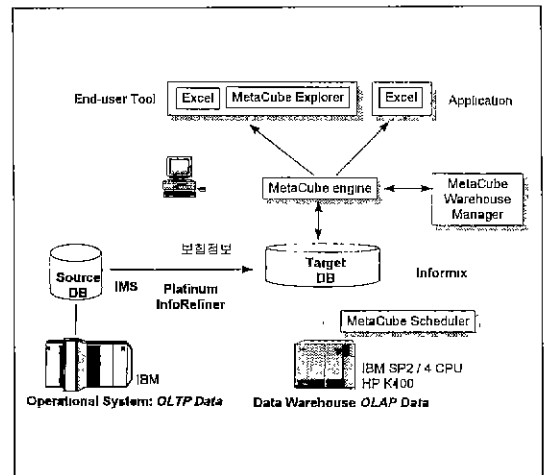 End-user Tool
Excel
MetaCube Explorer
Excel
Application
MetaCube engine
MetaCube
Warehouse
Manager
보험정보
Source
DB
IMS
Platinum
InfoRefiner
Target
DB
Informix
MetaCube Scheduler
IBM
IBM SP2 / 4 CPU
HP K400
Operational System: OLTP Data
Data Warehouse OLAP Data